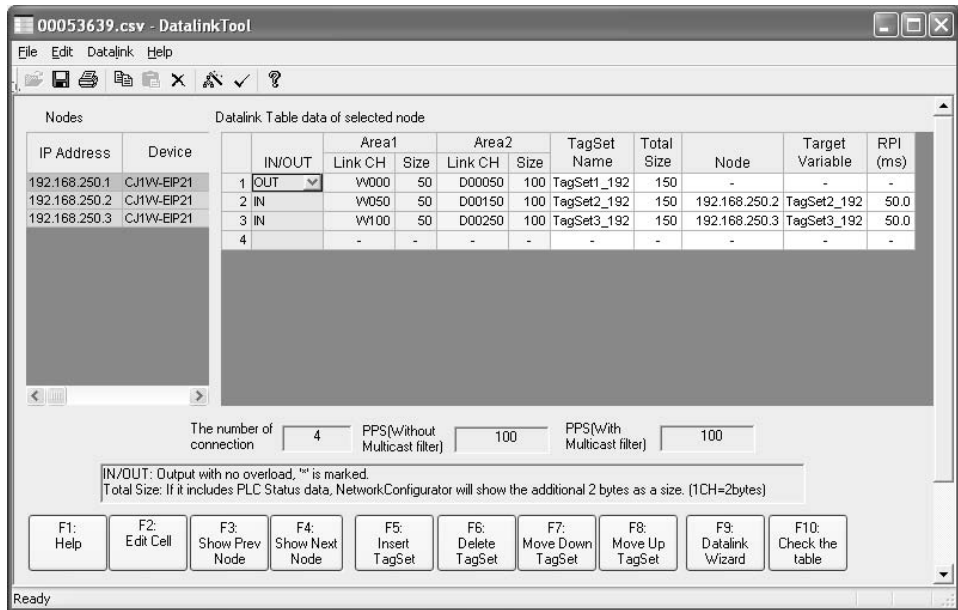 00053639.csv - DatalinkTool
File Edit Datalink Help
Nodes Datalink Table data of selected node
IP Address Device
192.168.250.1 CJ1W-EIP21
192.168.250.2 CJ1W-EIP21
192.168.250.3 CJ1W-EIP21
Area1 Area2 TagSet Total Target RPI
IN/OUT Link CH Size Link CH Size Name Size Node Variable (ms)
1 OUT W000 50 D00050 100 TagSet1_192 150 - - -
2 IN W050 50 D00150 100 TagSet2_192 150 192.168.250.2 TagSet2_192 50.0
3 IN W100 50 D00250 100 TagSet3_192 150 192.168.250.3 TagSet3_192 50.0
4 - - - - - - - - -
The number of connection 4 PPS(Without Multicast filter) 100 PPS(With Multicast filter) 100
IN/OUT: Output with no overload, '*' is marked.
Total Size: If it includes PLC Status data, NetworkConfigurator will show the additional 2 bytes as a size. (1CH=2bytes)
F1: Help
F2: Edit Cell
F3: Show Prev Node
F4: Show Next Node
F5: Insert TagSet
F6: Delete TagSet
F7: Move Down TagSet
F8: Move Up TagSet
F9: Datalink Wizard
F10: Check the table
Ready